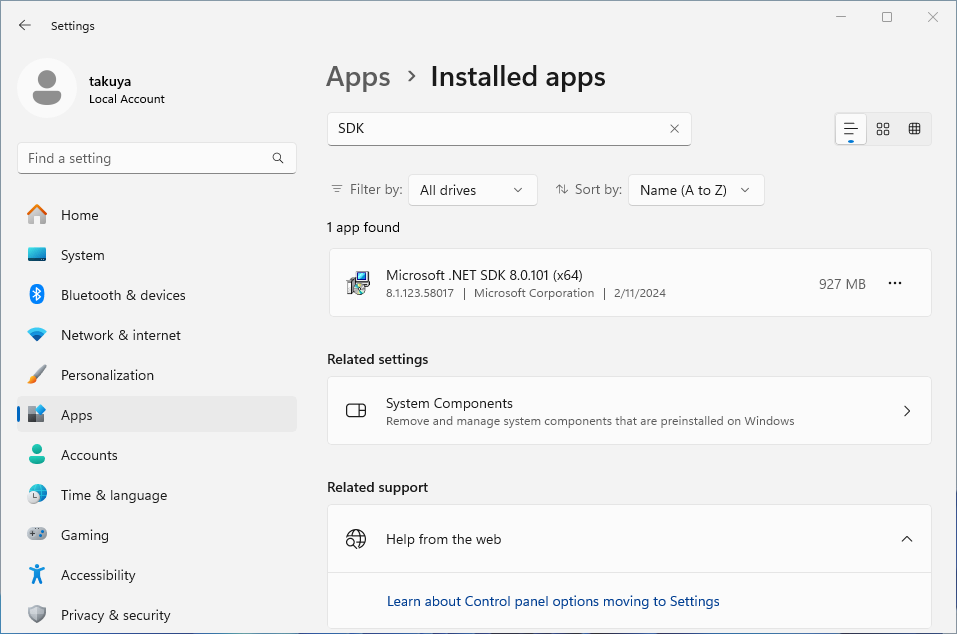 Settings
takuya
Local Account
Find a setting
Home
System
Bluetooth & devices
Network & internet
Personalization
Apps
Accounts
Time & language
Gaming
Accessibility
Privacy & security
Apps › Installed apps
SDK
Filter by: All drives Sort by: Name (A to Z)
1 app found
Microsoft .NET SDK 8.0.101 (x64)
8.1.123.58017 | Microsoft Corporation | 2/11/2024
927 MB
Related settings
System Components
Remove and manage system components that are preinstalled on Windows
Related support
Help from the web
Learn about Control panel options moving to Settings